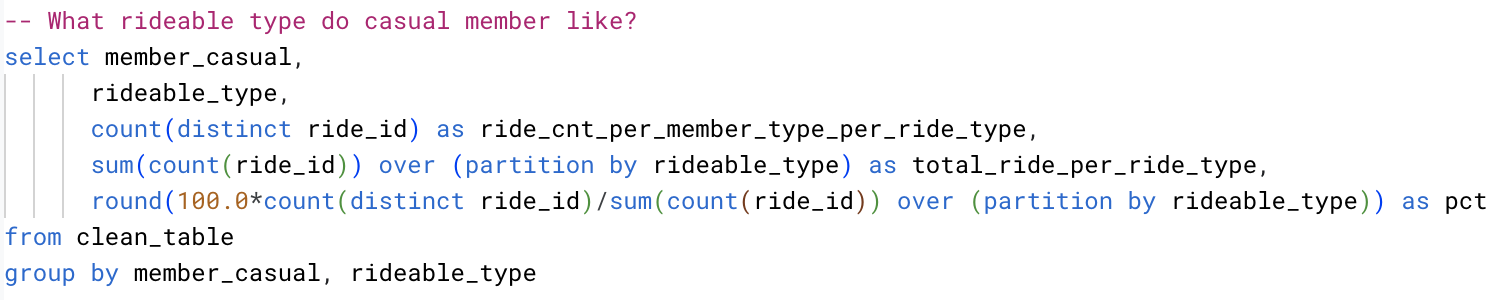 -- What rideable type do casual member like?
select member_casual,
rideable_type,
count(distinct ride_id) as ride_cnt_per_member_type_per_ride_type,
sum(count(ride_id)) over (partition by rideable_type) as total_ride_per_ride_type,
round(100.0*count(distinct ride_id)/sum(count(ride_id)) over (partition by rideable_type)) as pct
from clean_table
group by member_casual, rideable_type